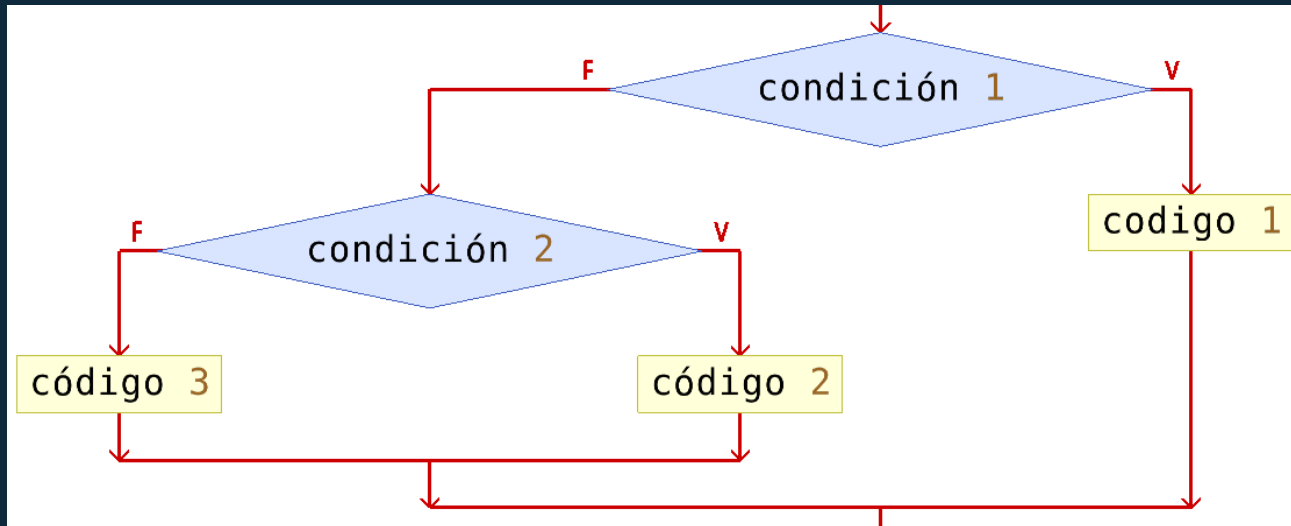 F
condición 1
V
F
condición 2
V
codigo 1
código 3
código 2